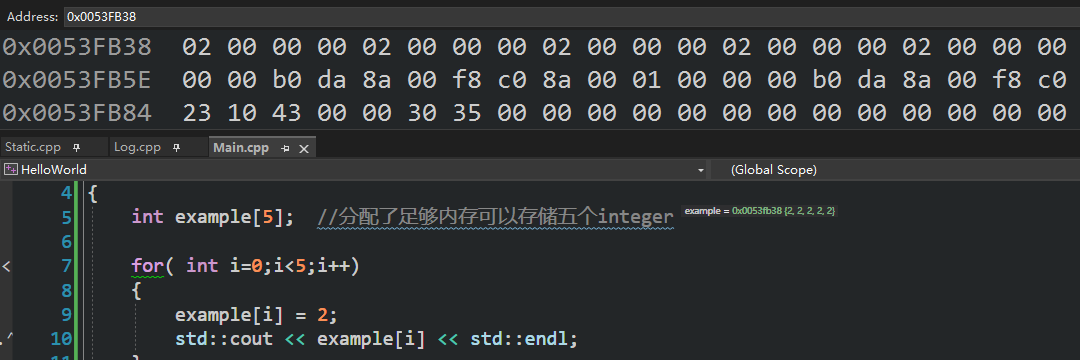 Address: 0x0053FB38
0x0053FB38 02 00 00 00 02 00 00 00 02 00 00 00 02 00 00 00 02 00 00 00
0x0053FB5E 00 00 b0 da 8a 00 f8 c0 8a 00 01 00 00 00 b0 da 8a 00 f8 c0
0x0053FB84 23 10 43 00 00 30 35 00 00 00 00 00 00 00 00 00 00 00 00 00
Static.cpp Log.cpp Main.cpp
HelloWorld (Global Scope)
4 {
5 int example[5]; //分配了足够内存可以存储五个integer example = 0x0053fb38 {2, 2, 2, 2, 2}
6
7 for( int i=0;i<5;i++)
8 {
9 example[i] = 2;
10 std::cout << example[i] << std::endl;